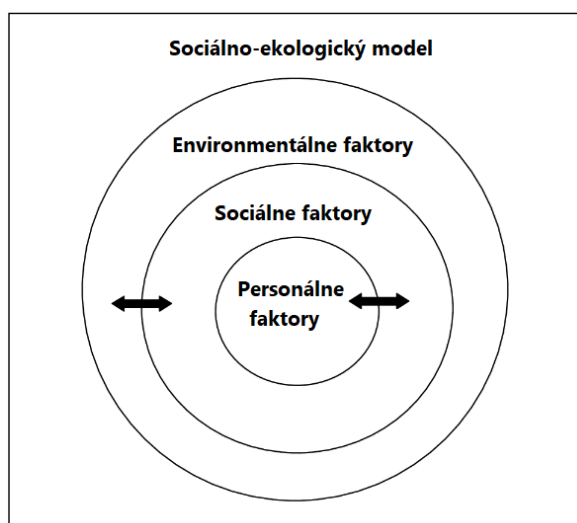 Sociálno-ekologický model
Environmentálne faktory
Sociálne faktory
Personálne
faktory